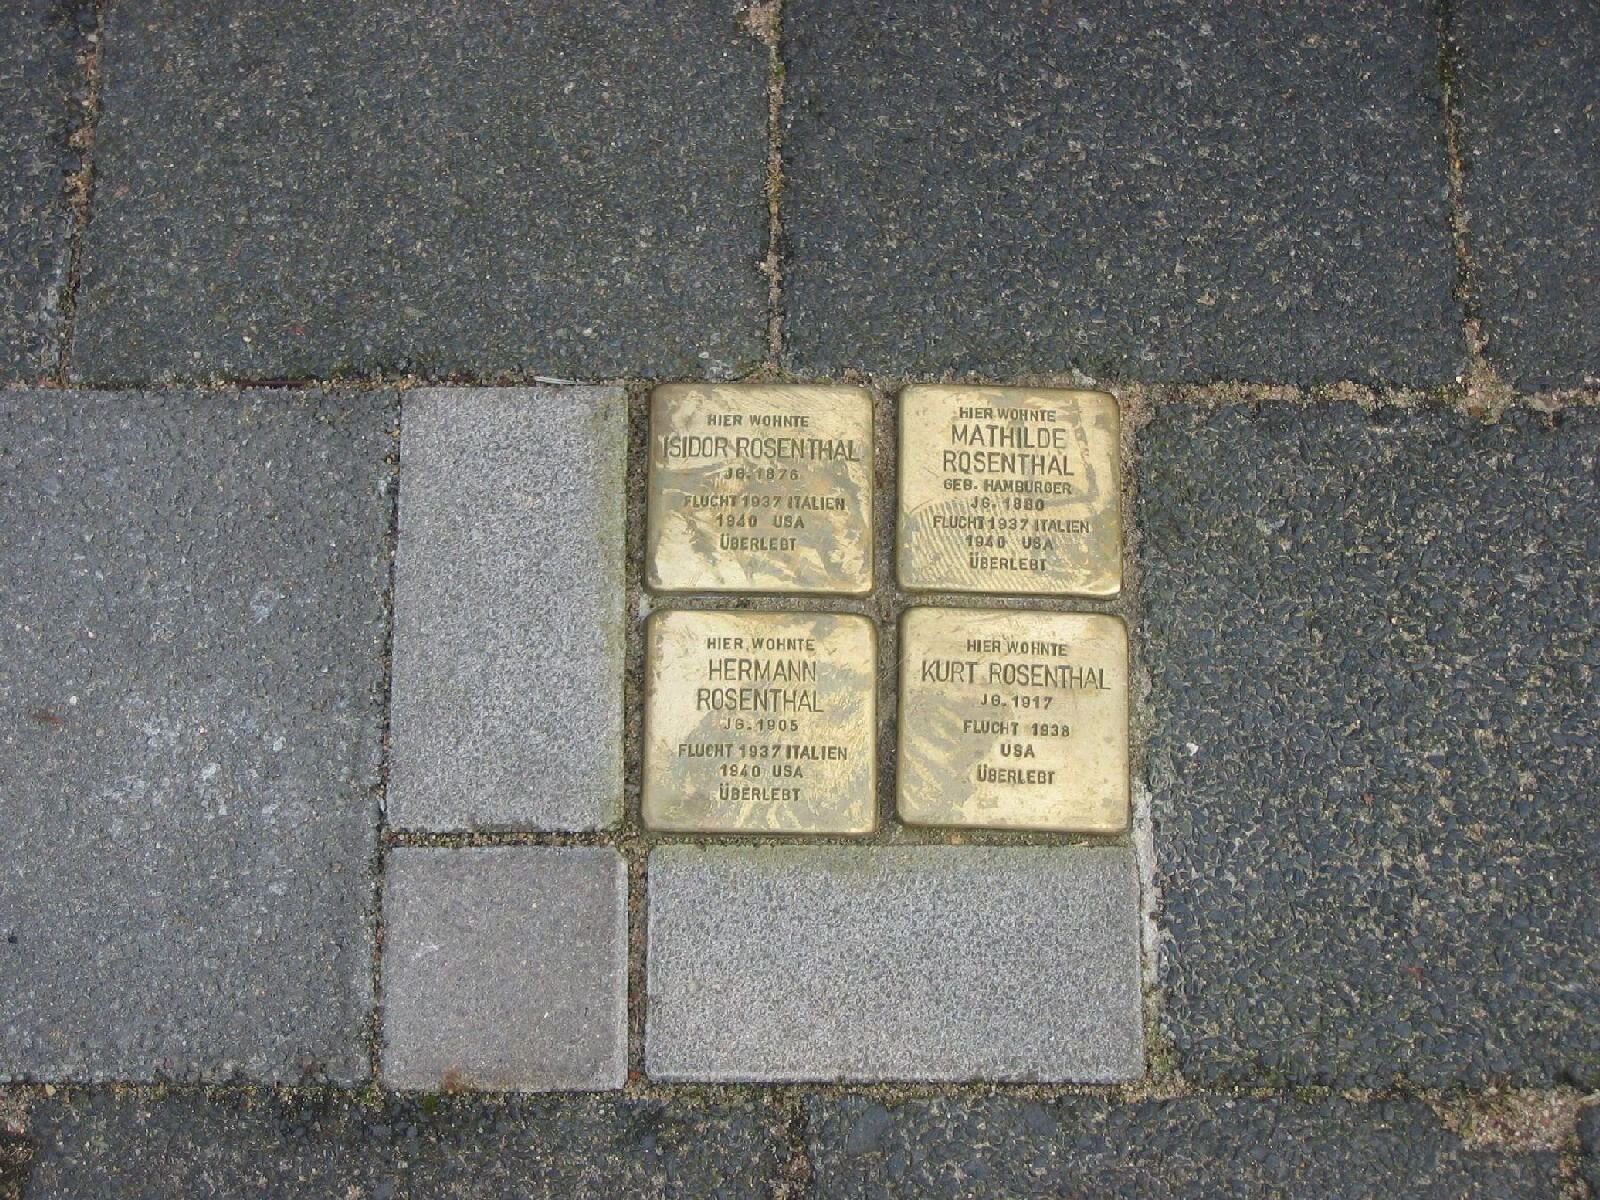 HIER WOHNTE
ISIDOR ROSENTHAL
JG. 1876
FLUCHT 1937 ITALIEN
1940 USA
ÜBERLEBT
HIER WOHNTE
MATHILDE
ROSENTHAL
GEB. HAMBURGER
JG. 1880
FLUCHT 1937 ITALIEN
1940 USA
ÜBERLEBT
HIER WOHNTE
HERMANN
ROSENTHAL
JG. 1905
FLUCHT 1937 ITALIEN
1940 USA
ÜBERLEBT
HIER WOHNTE
KURT ROSENTHAL
JG. 1917
FLUCHT 1938
USA
ÜBERLEBT